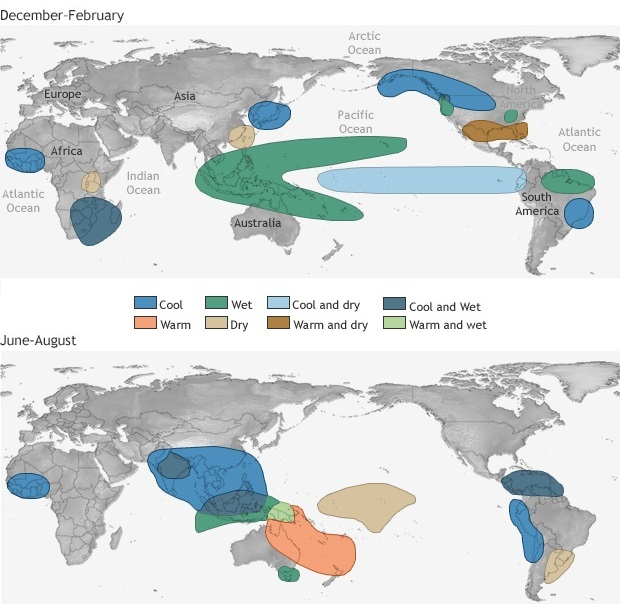 December-February
Arctic
Ocean
Europe
Asia
North
America
Pacific
Ocean
Africa
Atlantic
Ocean
Indian
Ocean
Atlantic
Ocean
South
America
Australia
Cool
Wet
Cool and dry
Cool and Wet
Warm
Dry
Warm and dry
Warm and wet
June-August